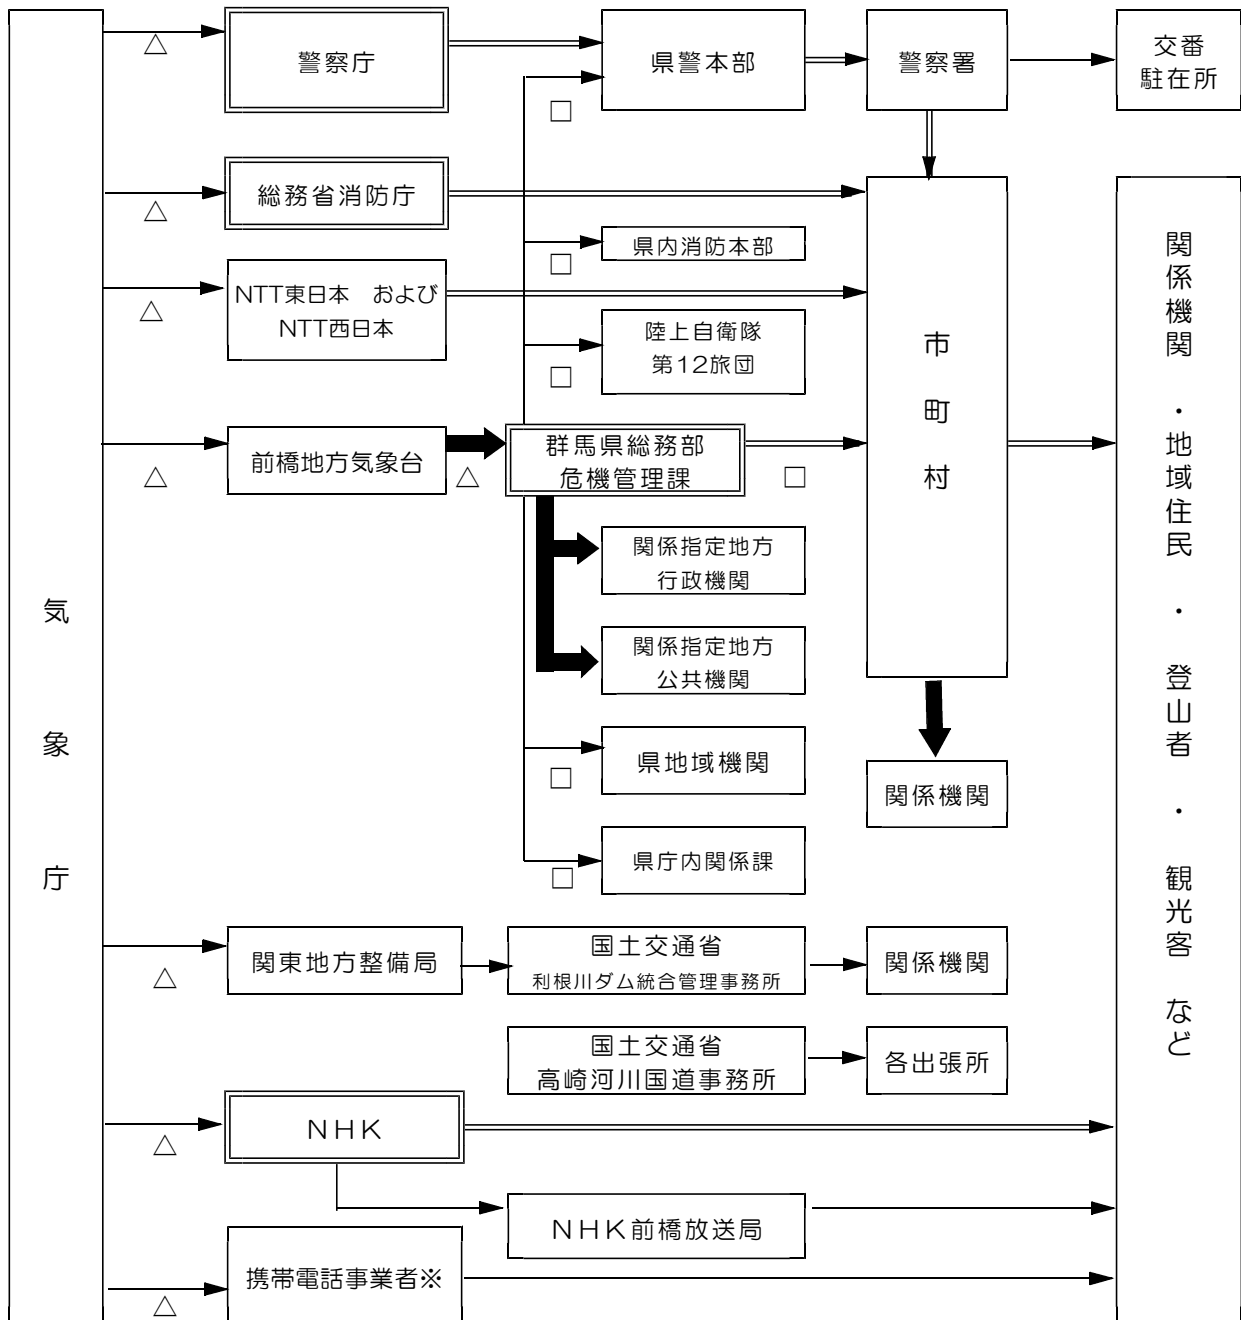 気象庁
△
警察庁
県警本部
警察署
交番
駐在所
□
△
総務省消防庁
県内消防本部
□
△
NTT東日本　および
NTT西日本
陸上自衛隊
第12旅団
□
市町村
関係機関　・地域住民　・　登山者　・　観光客　など
△
前橋地方気象台
△
群馬県総務部
危機管理課
□
関係指定地方
行政機関
関係指定地方
公共機関
県地域機関
□
関係機関
県庁内関係課
□
△
関東地方整備局
国土交通省
利根川ダム統合管理事務所
関係機関
国土交通省
高崎河川国道事務所
各出張所
△
ＮＨＫ
ＮＨＫ前橋放送局
△
携帯電話事業者※